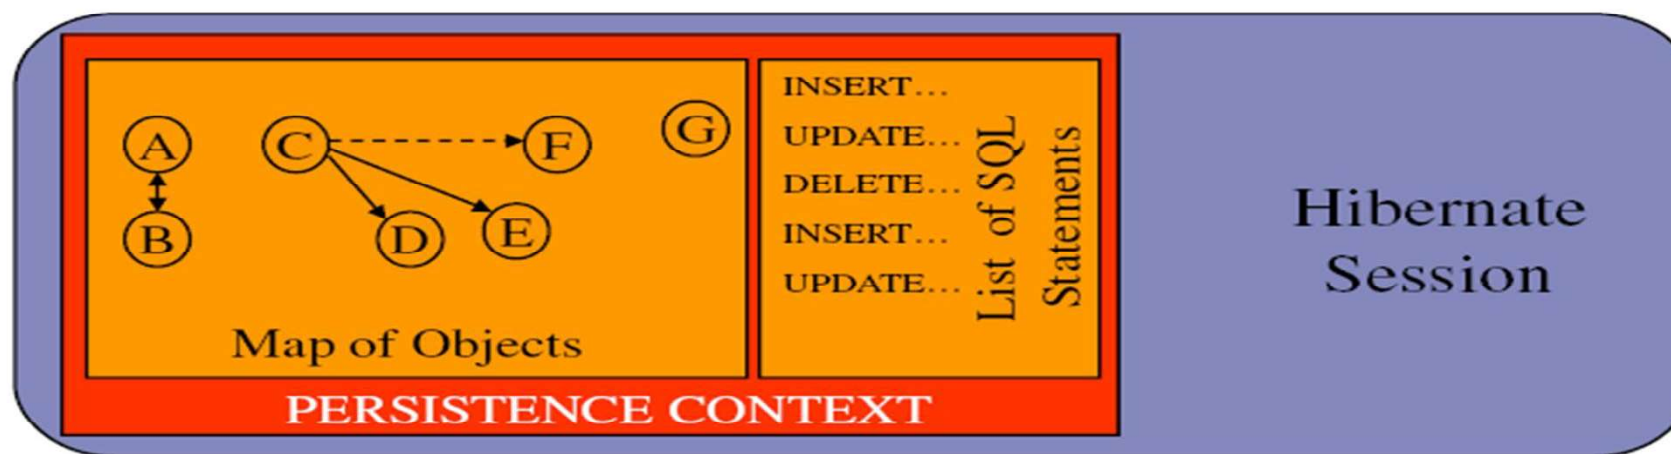 A
B
C
D
E
F
G
Map of Objects
INSERT…
UPDATE…
DELETE…
INSERT…
UPDATE…
List of SQL
Statements
PERSISTENCE CONTEXT
Hibernate
Session